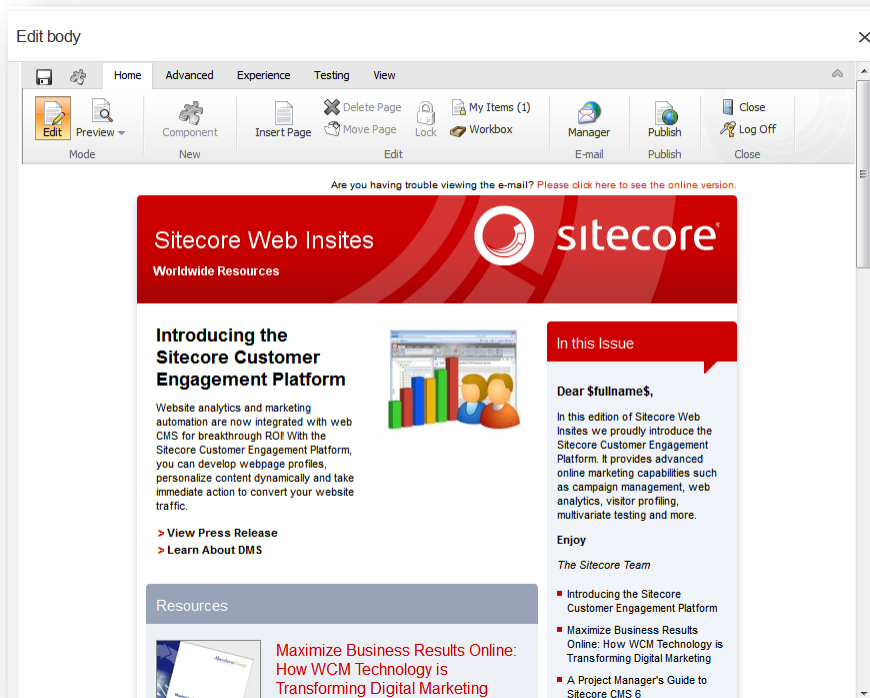 Edit body
Home Advanced Experience Testing View
Edit Preview Component Insert Page Delete Page Move Page Lock My Items (1) Workbox Manager Publish Close Log Off
Mode New Edit E-mail Publish Close
Are you having trouble viewing the e-mail? Please click here to see the online version.
Sitecore Web Insites
Worldwide Resources
sitecore
Introducing the
Sitecore Customer
Engagement Platform
Website analytics and marketing
automation are now integrated with web
CMS for breakthrough ROI! With the
Sitecore Customer Engagement Platform,
you can develop webpage profiles,
personalize content dynamically and take
immediate action to convert your website
traffic.
> View Press Release
> Learn About DMS
Resources
AberdeenGroup
Maximize Business Results Online:
How WCM Technology is
Transforming Digital Marketing
In this Issue
Dear $fullname$,
In this edition of Sitecore Web
Insites we proudly introduce the
Sitecore Customer Engagement
Platform. It provides advanced
online marketing capabilities such
as campaign management, web
analytics, visitor profiling,
multivariate testing and more.
Enjoy
The Sitecore Team
Introducing the Sitecore
Customer Engagement Platform
Maximize Business Results
Online: How WCM Technology is
Transforming Digital Marketing
A Project Manager's Guide to
Sitecore CMS 6